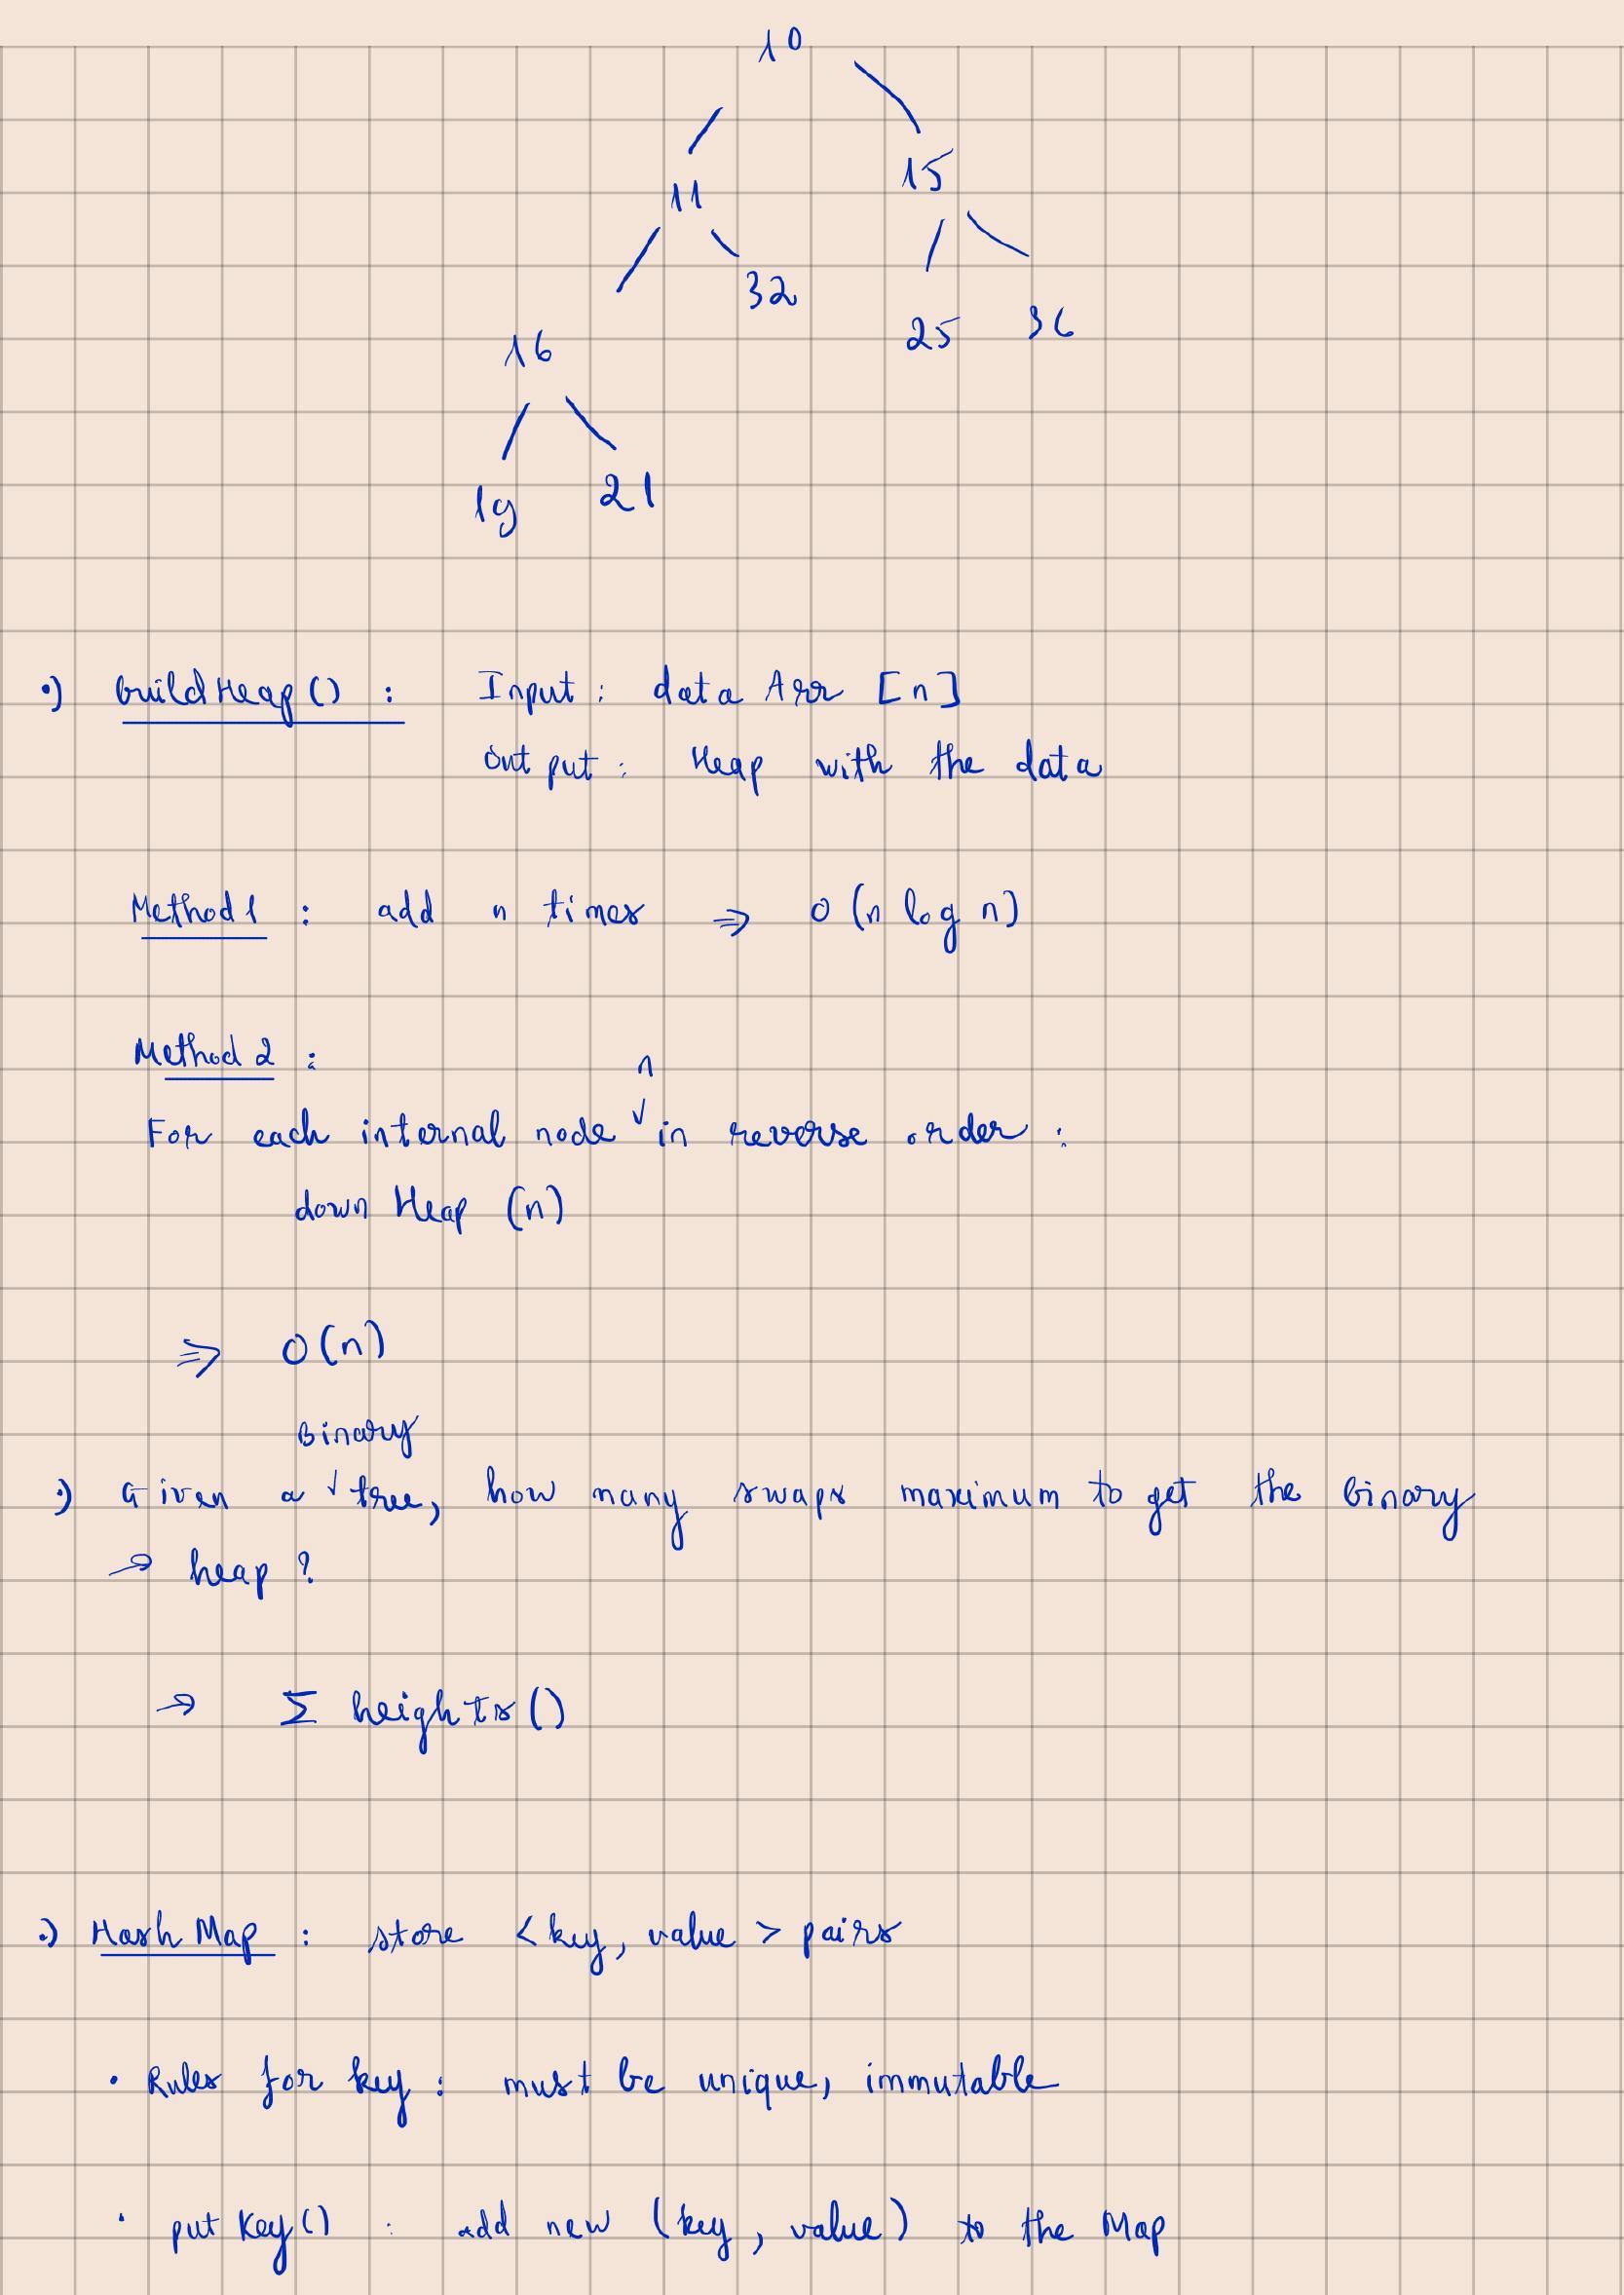 10
11 15
16 32 25 36
19 21
•) buildHeap() : Input : data Arr [n]
Output : Heap with the data
Method 1 : add n times ⇒ O(n log n)
Method 2 :
n
For each internal node √ in reverse order :
down Heap (n)
⇒ O(n)
Binary
•) Given a √ tree, how many swaps maximum to get the binary
→ heap ?
→ Σ heights()
•) Hash Map : store <key, value> pairs
• Rules for key : must be unique, immutable
• put Key() : add new (key, value) to the Map